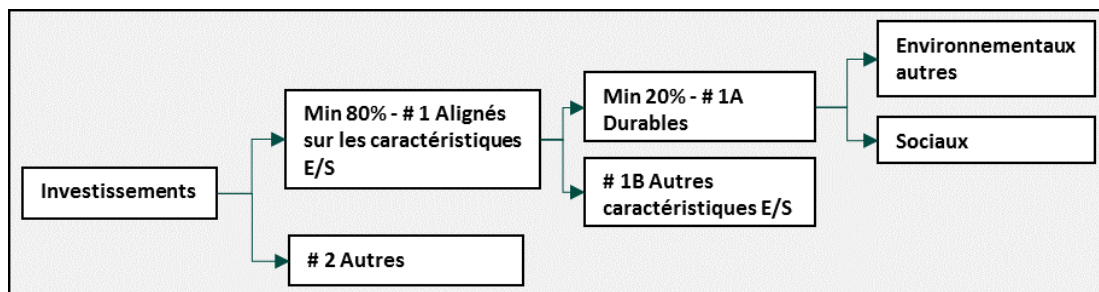 Investissements
Min 80% - # 1 Alignés
sur les caractéristiques
E/S
# 2 Autres
Min 20% - # 1A
Durables
# 1B Autres
caractéristiques E/S
Environnementaux
autres
Sociaux